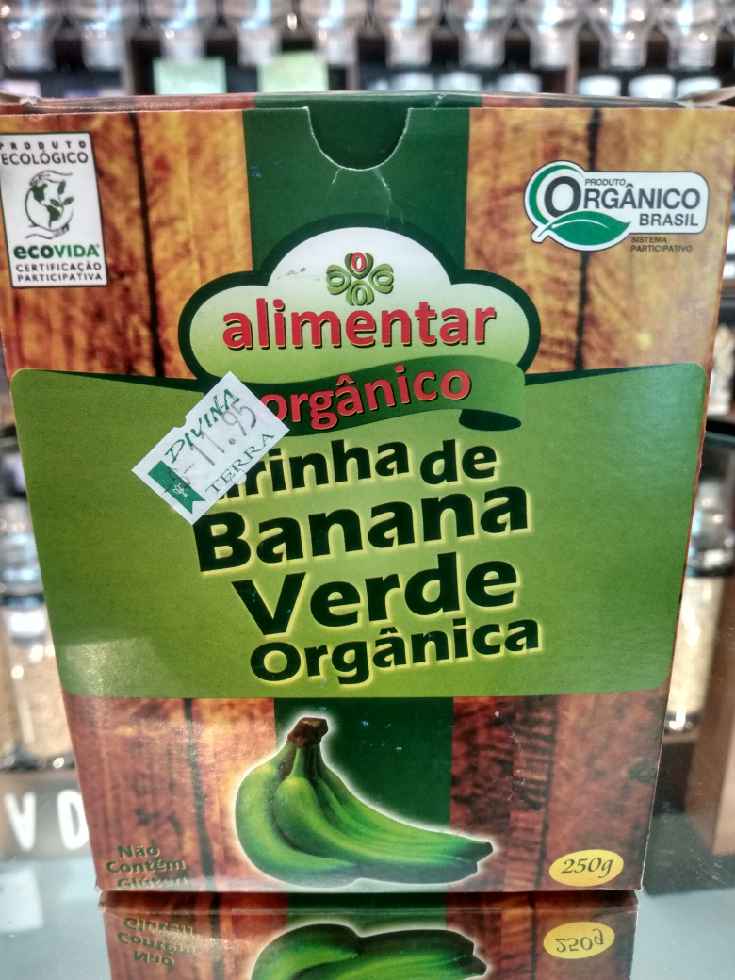 PRODUTO
ECOLÓGICO
ecoVIDA
CERTIFICAÇÃO
PARTICIPATIVA
PRODUTO
ORGÂNICO
BRASIL
SISTEMA
PARTICIPATIVO
alimentar
orgânico
DIVINA
11.95
TERRA
de
Banana
Verde
Orgânica
Não
Contém
Glúten
250g